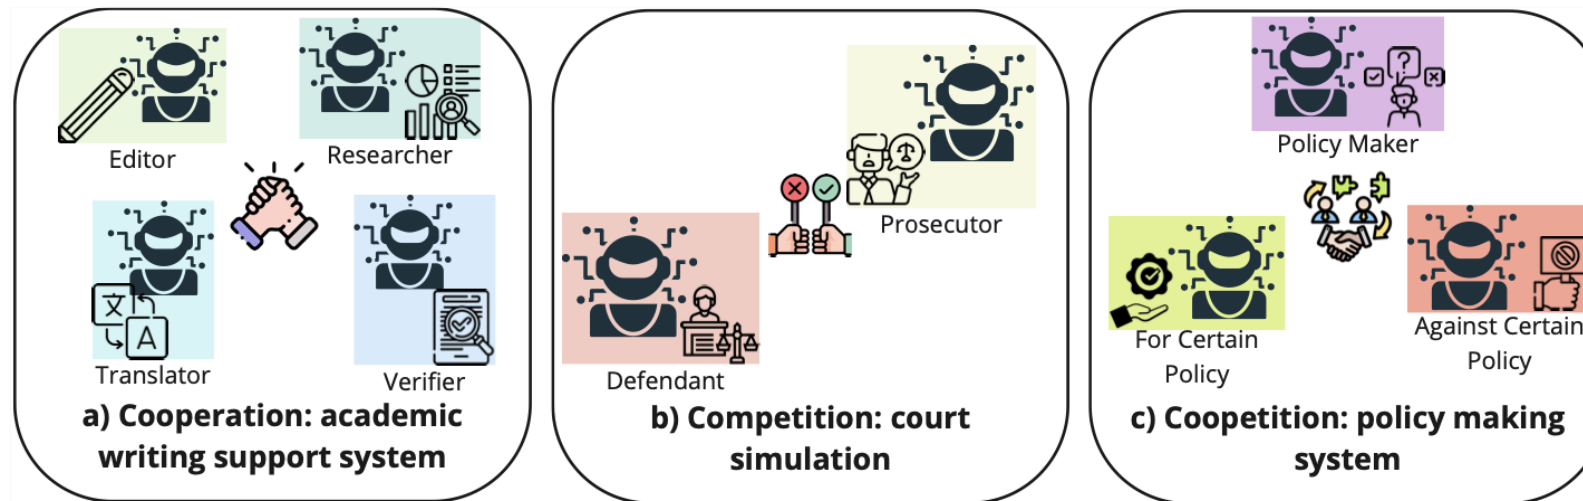 Editor
Researcher
文
A
Translator
Verifier
a) Cooperation: academic
writing support system
Prosecutor
Defendant
b) Competition: court
simulation
?
Policy Maker
For Certain
Policy
Against Certain
Policy
c) Coopetition: policy making
system